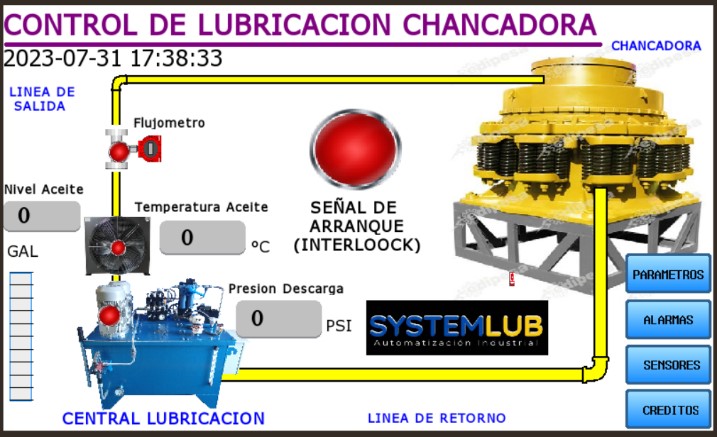 CONTROL DE LUBRICACION CHANCADORA
2023-07-31 17:38:33
CHANCADORA
LINEA DE
SALIDA
Flujometro
Nivel Aceite
0
GAL
Temperatura Aceite
0
ºC
SEÑAL DE
ARRANQUE
(INTERLOOCK)
Presion Descarga
0
PSI
SYSTEMLUB
Automatización Industrial
PARAMETROS
ALARMAS
SENSORES
CREDITOS
CENTRAL LUBRICACION
LINEA DE RETORNO